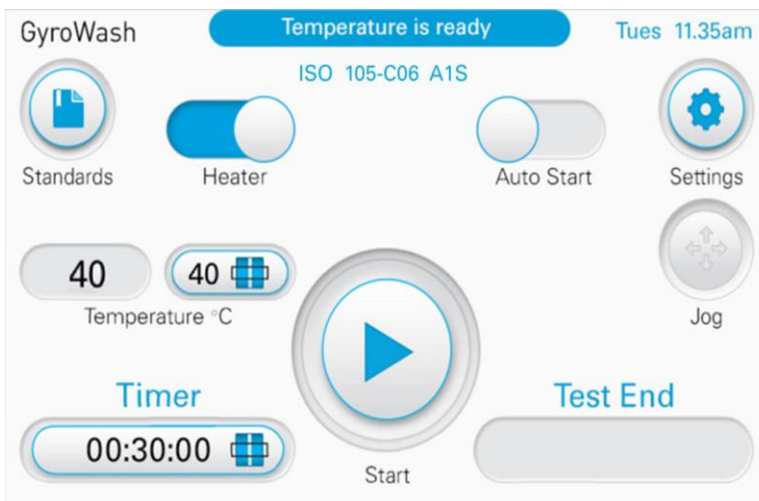 GyroWash
Temperature is ready
Tues 11.35am
ISO 105-C06 A1S
Standards
Heater
Auto Start
Settings
40
40
Temperature °C
Jog
Timer
Test End
00:30:00
Start